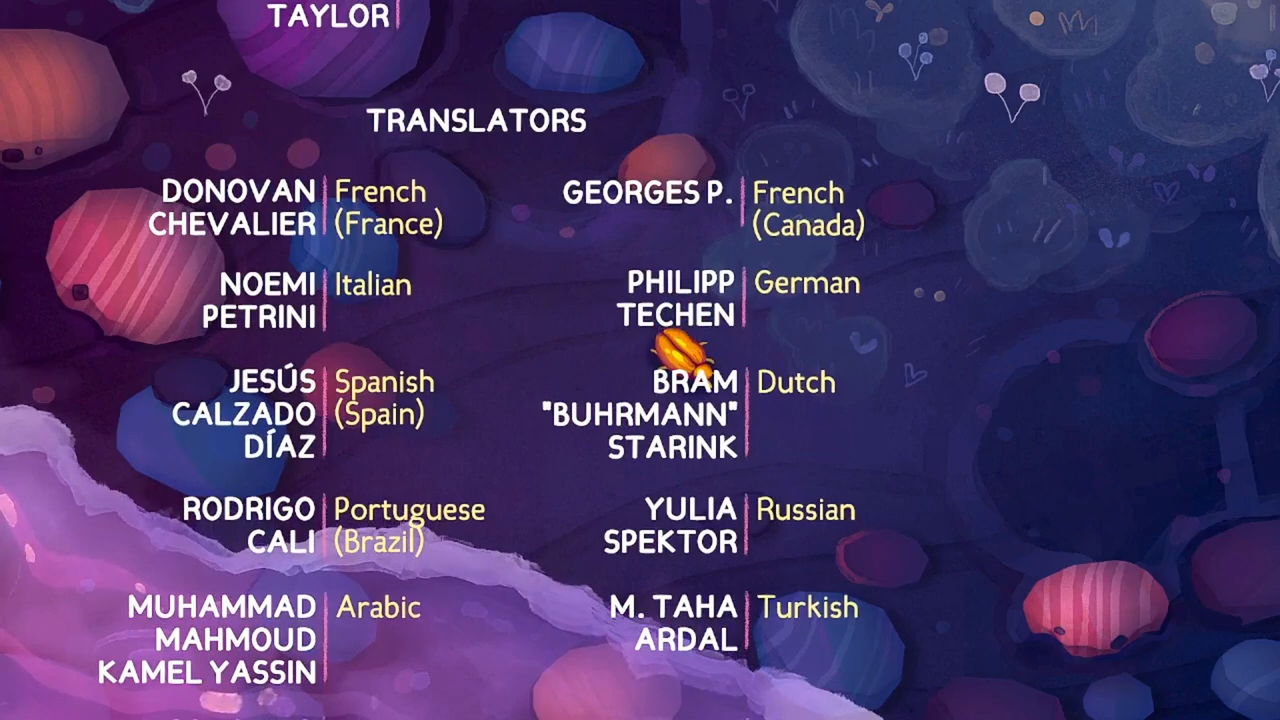 TAYLOR
TRANSLATORS
DONOVAN
CHEVALIER
French
(France)
GEORGES P.
French
(Canada)
NOEMI
PETRINI
Italian
PHILIPP
TECHEN
German
JESÚS
CALZADO
DÍAZ
Spanish
(Spain)
BRAM
"BUHRMANN"
STARINK
Dutch
RODRIGO
CALI
Portuguese
(Brazil)
YULIA
SPEKTOR
Russian
MUHAMMAD
MAHMOUD
KAMEL YASSIN
Arabic
M. TAHA
ARDAL
Turkish